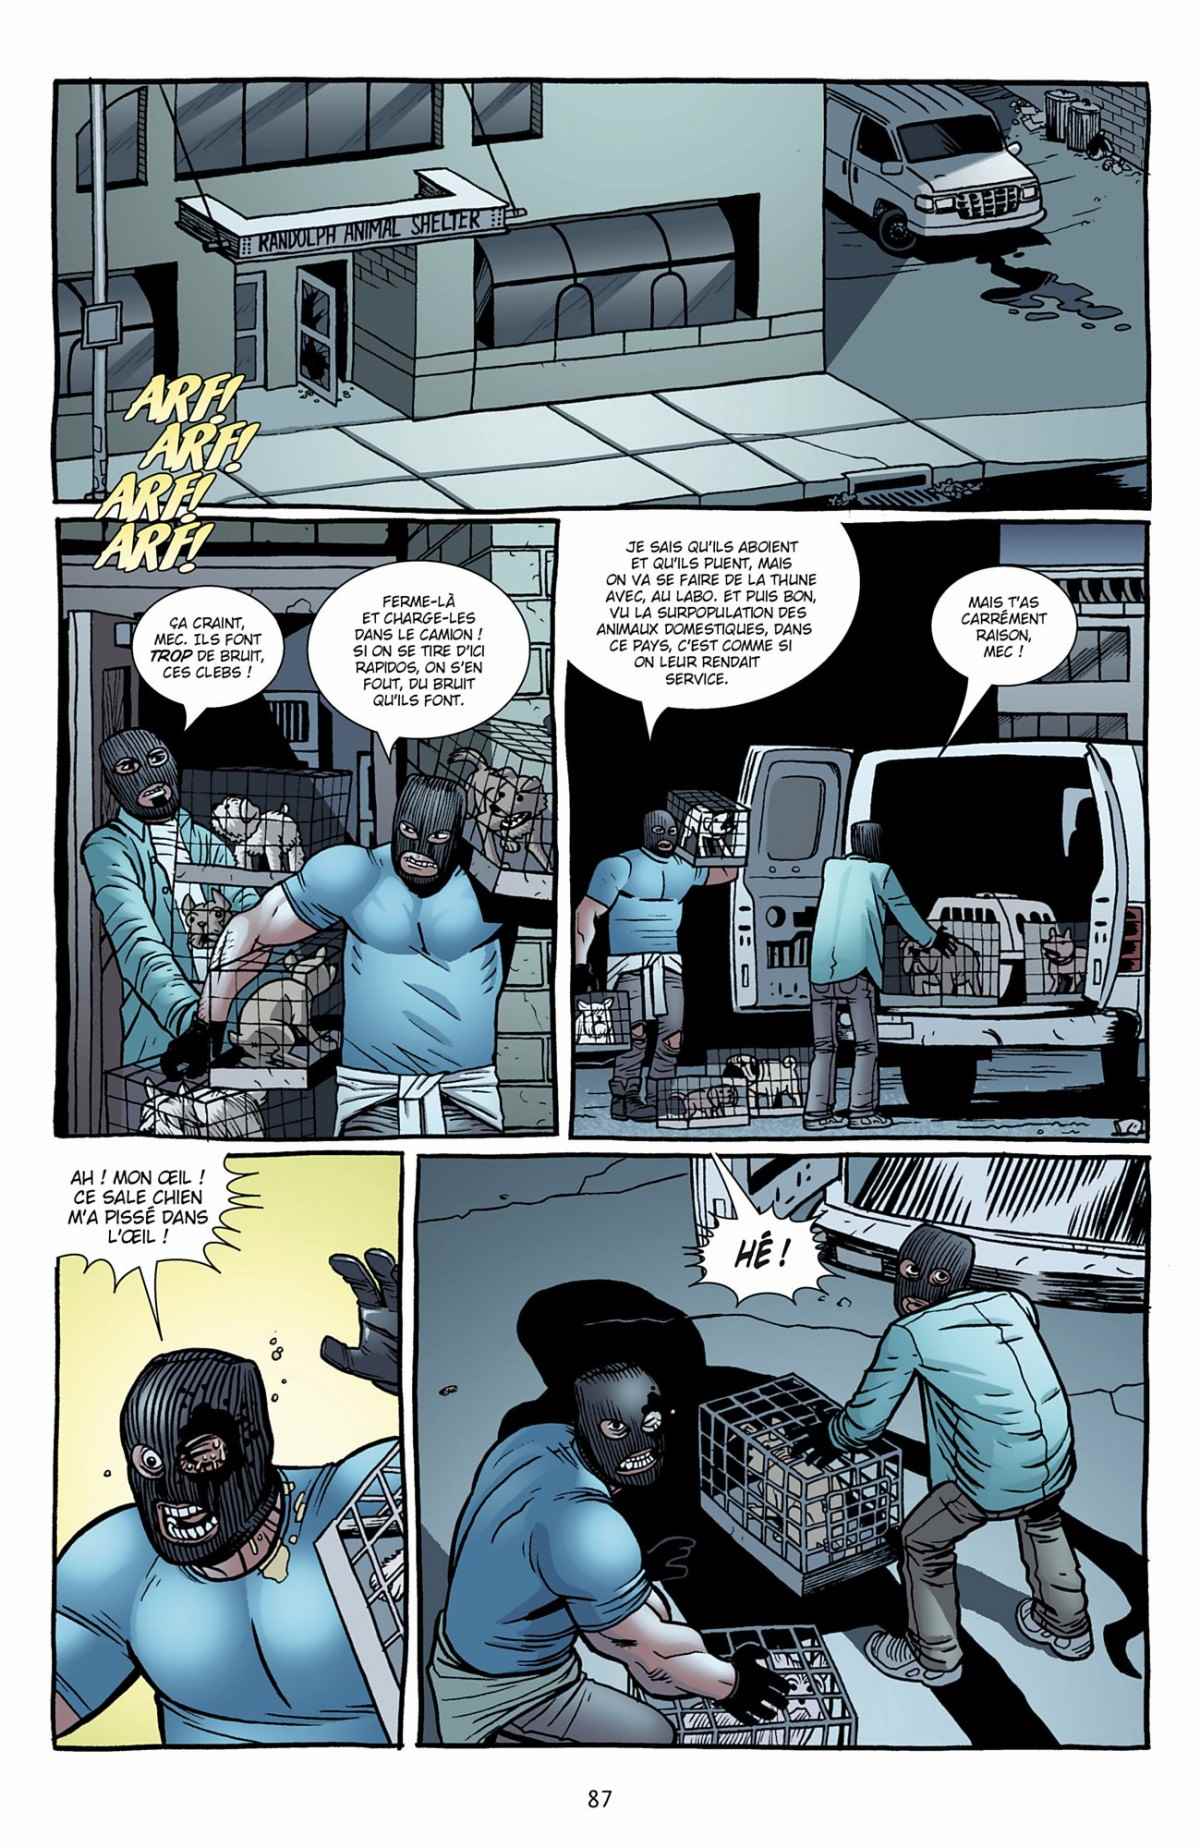 RANDOLPH ANIMAL SHELTER
ARF!
ARF!
ARF!
ARF!
ÇA CRAINT,
MEC. ILS FONT
TROP DE BRUIT,
CES CLEBS !
FERME-LÀ
ET CHARGE-LES
DANS LE CAMION !
SI ON SE TIRE D'ICI
RAPIDOS, ON S'EN
FOUT, DU BRUIT
QU'ILS FONT.
JE SAIS QU'ILS ABOIENT
ET QU'ILS PUENT, MAIS
ON VA SE FAIRE DE LA THUNE
AVEC, AU LABO. ET PUIS BON,
VU LA SURPOPULATION DES
ANIMAUX DOMESTIQUES, DANS
CE PAYS, C'EST COMME SI
ON LEUR RENDAIT
SERVICE.
MAIS T'AS
CARRÉMENT
RAISON,
MEC !
AH ! MON ŒIL !
CE SALE CHIEN
M'A PISSÉ DANS
L'ŒIL !
HÉ !
87